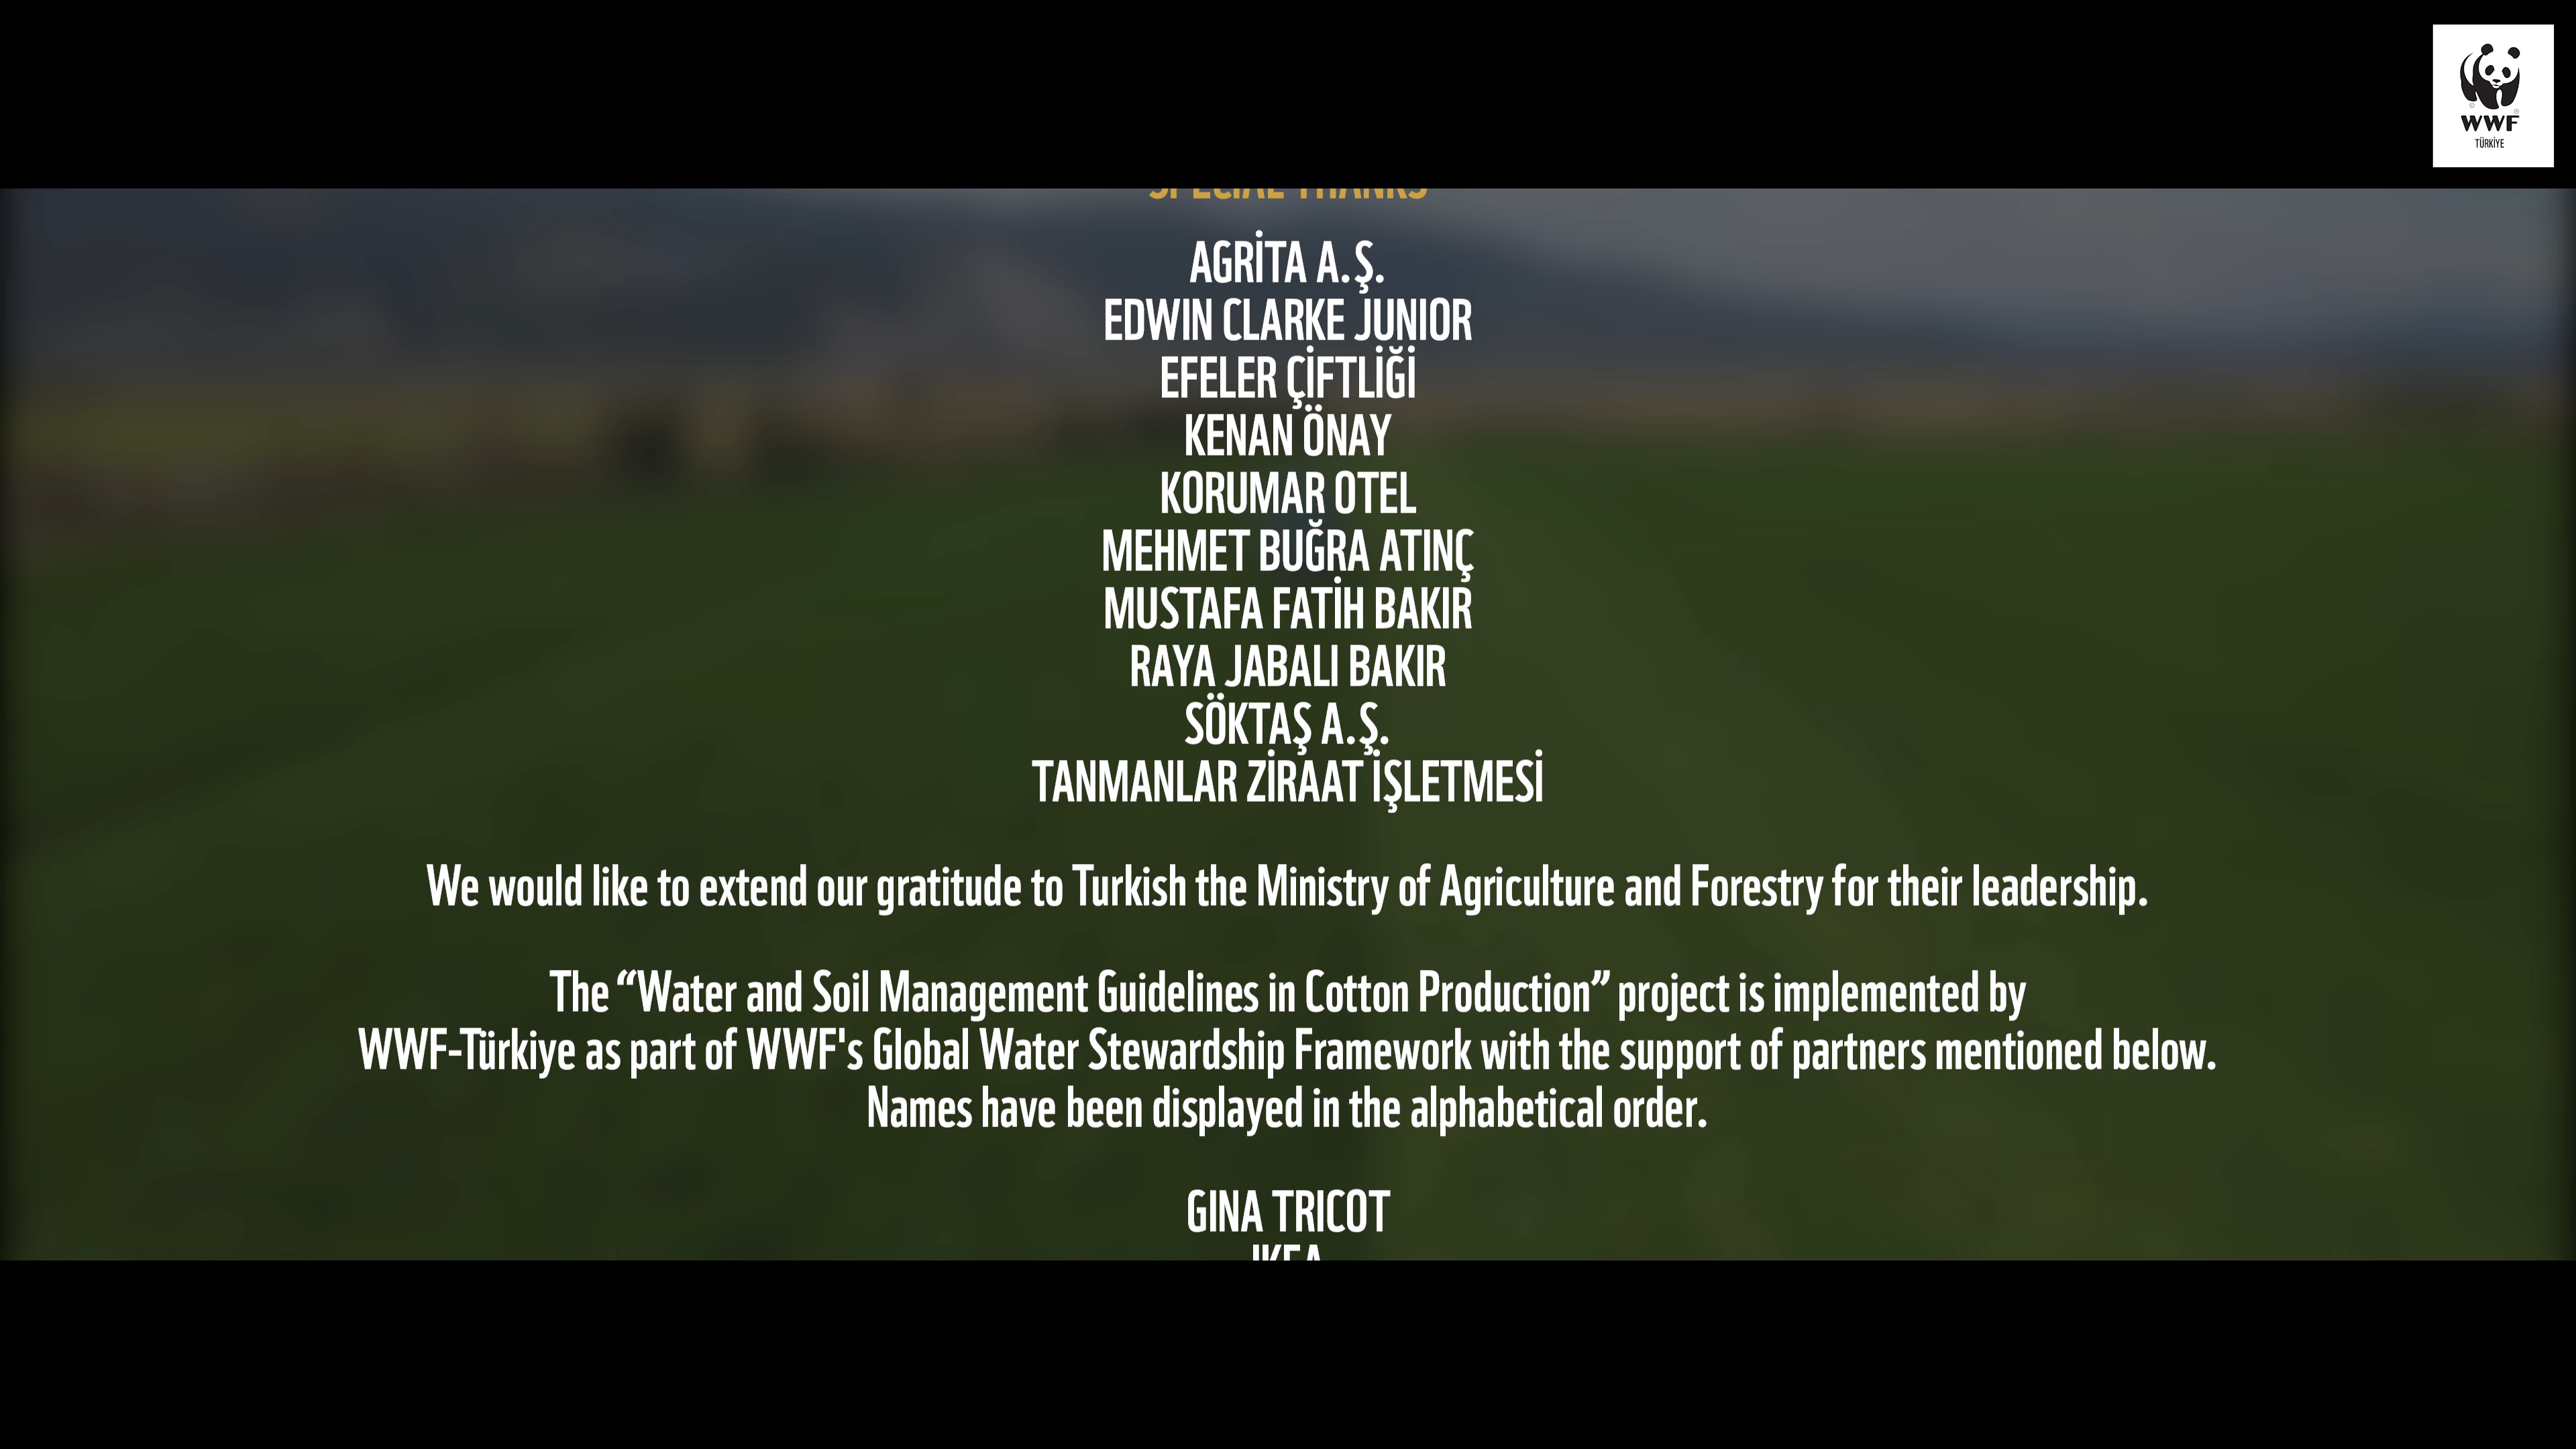 WWF
TÜRKİYE
SPECIAL THANKS
AGRİTA A.Ş.
EDWIN CLARKE JUNIOR
EFELER ÇİFTLİĞİ
KENAN ÖNAY
KORUMAR OTEL
MEHMET BUĞRA ATINÇ
MUSTAFA FATİH BAKIR
RAYA JABALI BAKIR
SÖKTAŞ A.Ş.
TANMANLAR ZİRAAT İŞLETMESİ
We would like to extend our gratitude to Turkish the Ministry of Agriculture and Forestry for their leadership.
The “Water and Soil Management Guidelines in Cotton Production” project is implemented by
WWF-Türkiye as part of WWF's Global Water Stewardship Framework with the support of partners mentioned below.
Names have been displayed in the alphabetical order.
GINA TRICOT
IKEA